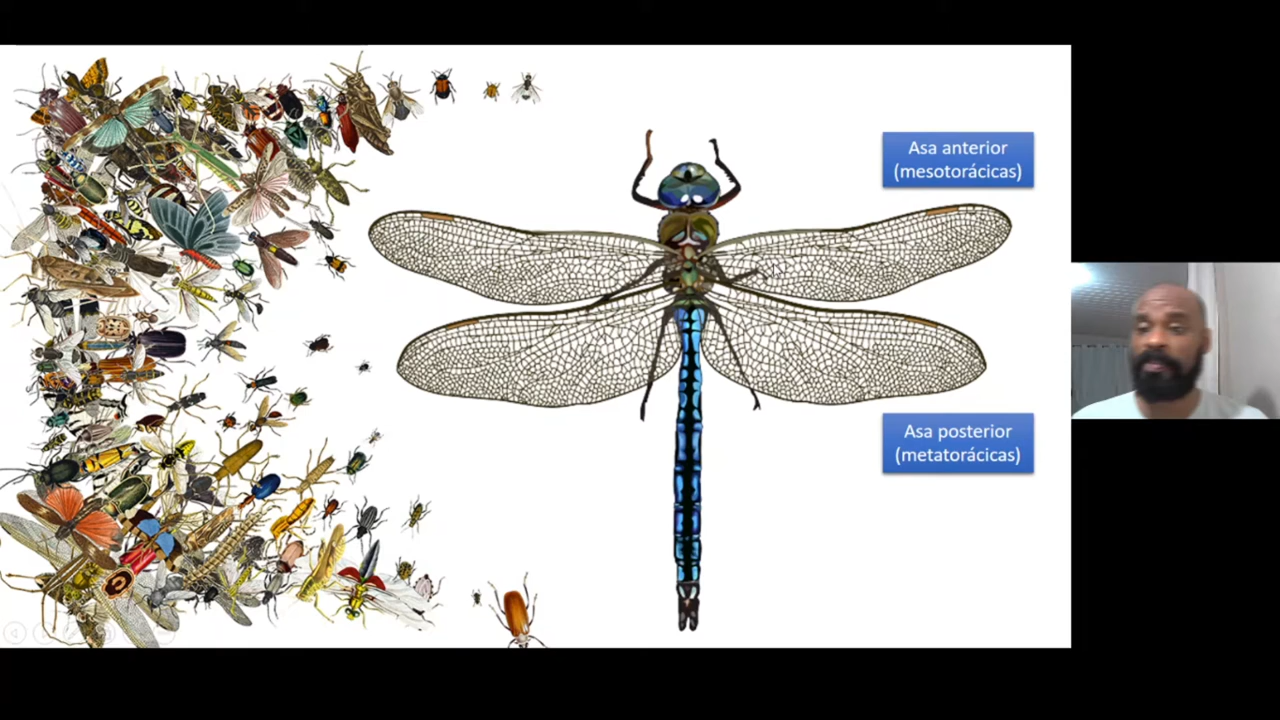 Asa anterior
(mesotorácicas)
Asa posterior
(metatorácicas)